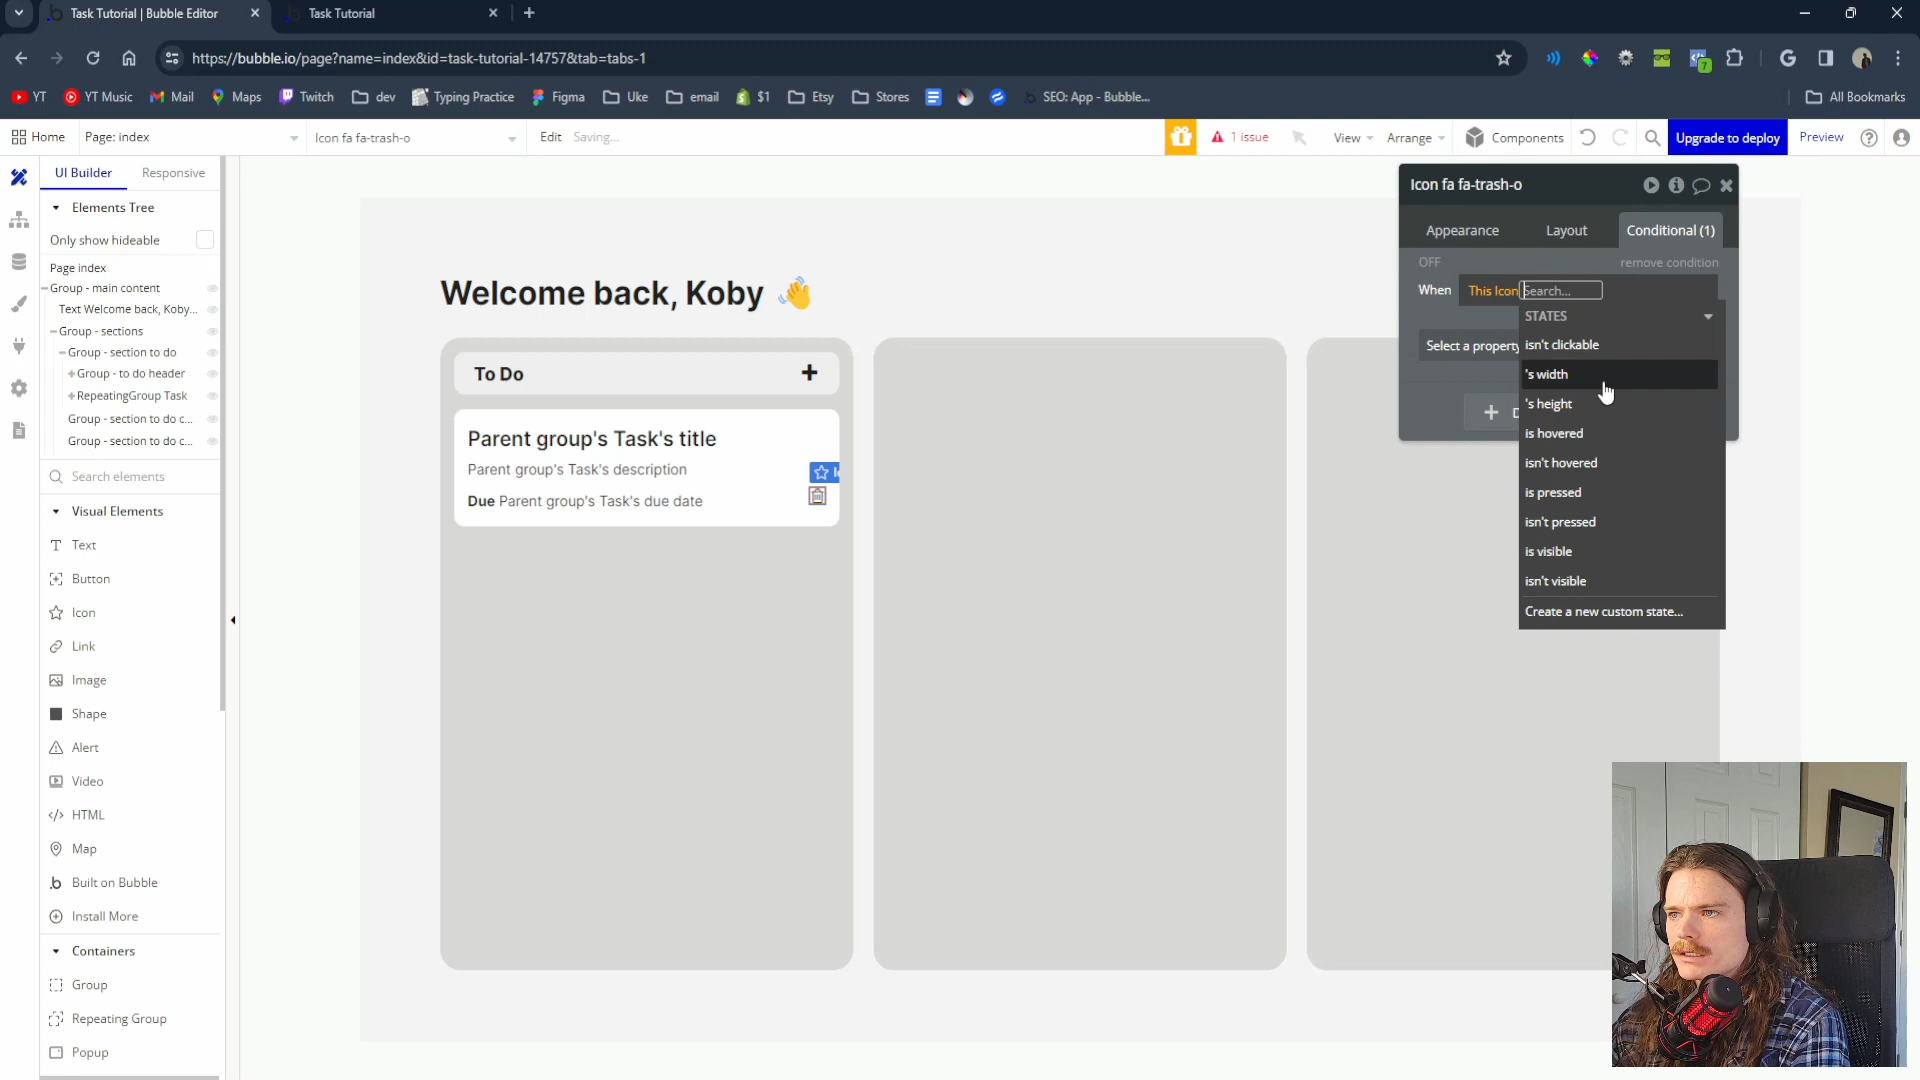 Task Tutorial | Bubble Editor
Task Tutorial
https://bubble.io/page?name=index&id=task-tutorial-14757&tab=tabs-1
7
YT
YT Music
Mail
Maps
Twitch
dev
Typing Practice
Figma
Uke
email
$1
Etsy
Stores
SEO: App - Bubble...
All Bookmarks
Home
Page: index
Icon fa fa-trash-o
Edit
Saving...
1 issue
View
Arrange
Components
Upgrade to deploy
Preview
UI Builder
Responsive
Elements Tree
Only show hideable
Page index
Group - main content
Text Welcome back, Koby...
Group - sections
Group - section to do
Group - to do header
RepeatingGroup Task
Group - section to do c...
Group - section to do c...
Search elements
Visual Elements
Text
Button
Icon
Link
Image
Shape
Alert
Video
HTML
Map
Built on Bubble
Install More
Containers
Group
Repeating Group
Popup
Welcome back, Koby 👋
To Do
Parent group's Task's title
Parent group's Task's description
Due Parent group's Task's due date
Icon fa fa-trash-o
Appearance
Layout
Conditional (1)
OFF
remove condition
When
This Icon
Search...
Select a property
STATES
isn't clickable
's width
's height
is hovered
isn't hovered
is pressed
isn't pressed
is visible
isn't visible
Create a new custom state...